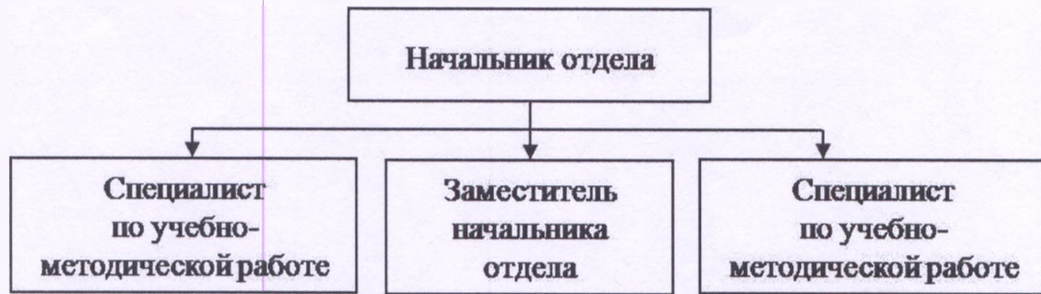 Начальник отдела
Специалист
по учебно-
методической работе
Заместитель
начальника
отдела
Специалист
по учебно-
методической работе